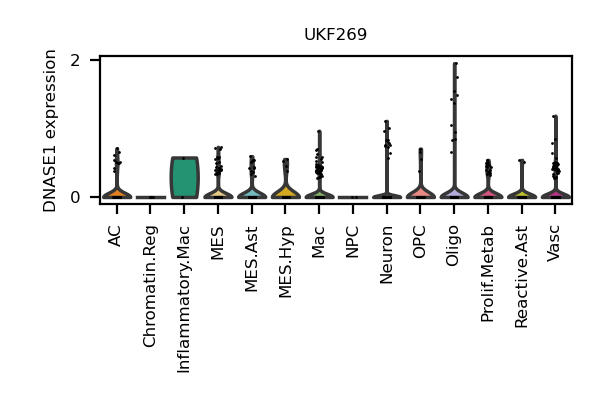 UKF269
DNASE1 expression
2
0
AC
Chromatin.Reg
Inflammatory.Mac
MES
MES.Ast
MES.Hyp
Mac
NPC
Neuron
OPC
Oligo
Prolif.Metab
Reactive.Ast
Vasc